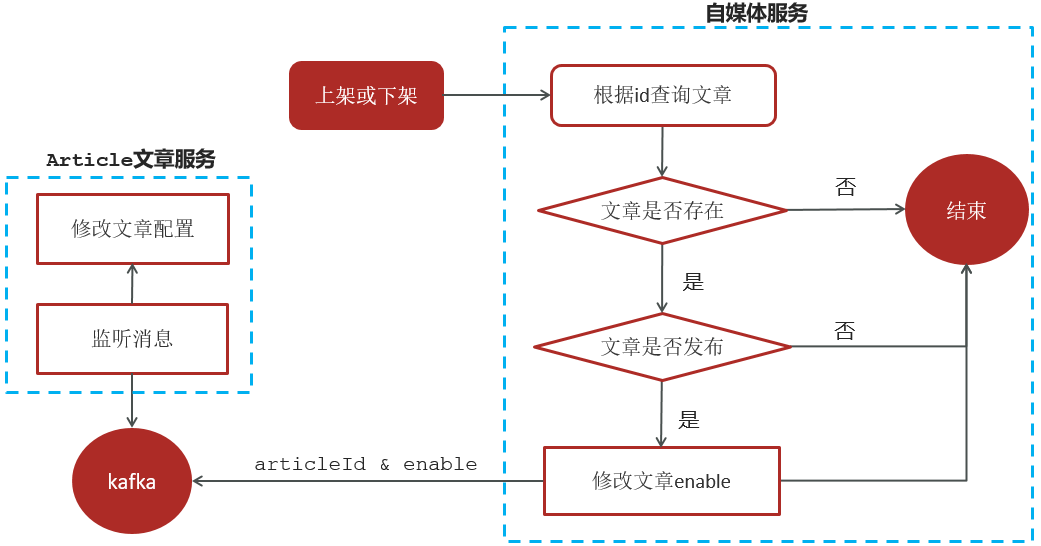 自媒体服务
上架或下架
根据id查询文章
Article文章服务
修改文章配置
文章是否存在
否
结束
是
监听消息
文章是否发布
否
是
articleId & enable
kafka
修改文章enable